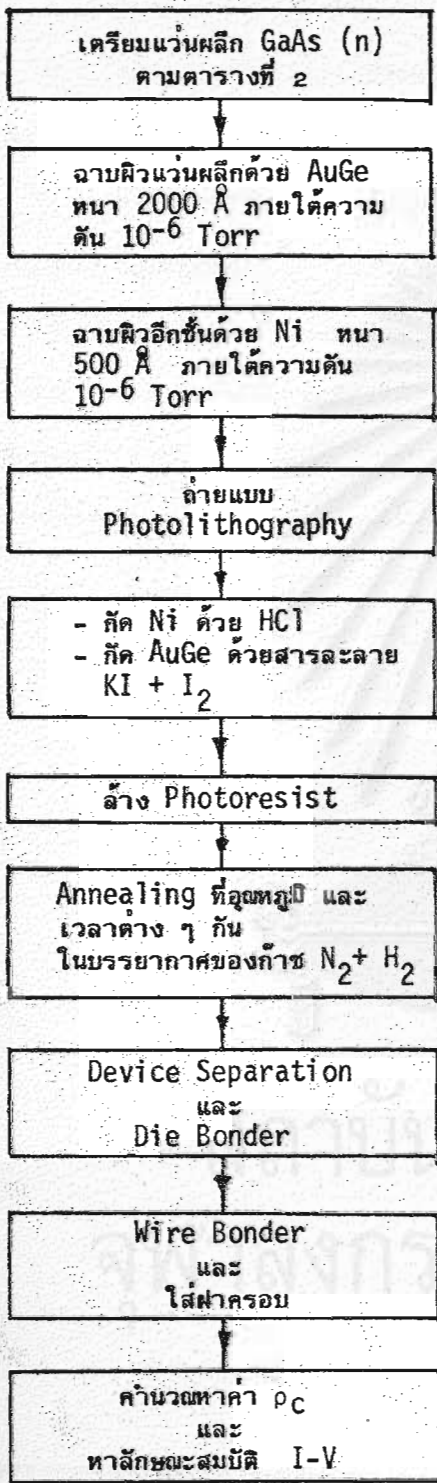 เตรียมแว่นผลึก GaAs (n)
ตามตารางที่ 2
ฉาบผิวแว่นผลึกด้วย AuGe
หนา 2000 Å ภายใต้ความ
ดัน 10⁻⁶ Torr
ฉาบผิวอีกชั้นด้วย Ni หนา
500 Å ภายใต้ความดัน
10⁻⁶ Torr
ถ่ายแบบ
Photolithography
- กัด Ni ด้วย HCl
- กัด AuGe ด้วยสารละลาย
KI + I₂
ล้าง Photoresist
Annealing ที่อุณหภูมิ และ
เวลาต่าง ๆ กัน
ในบรรยากาศของก๊าซ N₂+ H₂
Device Separation
และ
Die Bonder
Wire Bonder
และ
ใส่ฝาครอบ
คำนวณหาค่า ρc
และ
หาลักษณะสมบัติ I-V